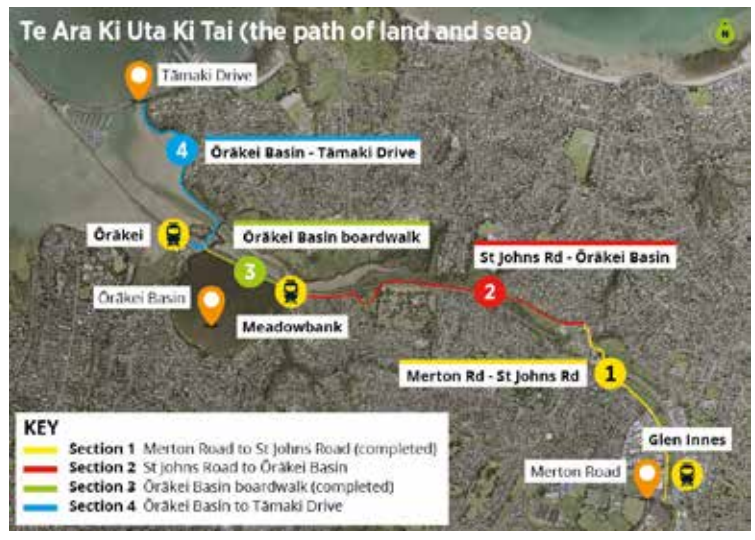 Te Ara Ki Uta Ki Tai (the path of land and sea)
N
Tāmaki Drive
4
Ōrākei Basin - Tāmaki Drive
Ōrākei
Ōrākei Basin boardwalk
3
St Johns Rd - Ōrākei Basin
2
Ōrākei Basin
Meadowbank
Merton Rd - St Johns Rd
1
Glen Innes
Merton Road
KEY
Section 1 Merton Road to St Johns Road (completed)
Section 2 St Johns Road to Ōrākei Basin
Section 3 Ōrākei Basin boardwalk (completed)
Section 4 Ōrākei Basin to Tāmaki Drive